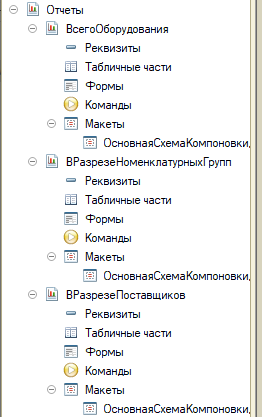 Отчеты
ВсегоОборудования
Реквизиты
Табличные части
Формы
Команды
Макеты
ОсновнаяСхемаКомпоновки
ВРазрезеНоменклатурныхГрупп
Реквизиты
Табличные части
Формы
Команды
Макеты
ОсновнаяСхемаКомпоновки
ВРазрезеПоставщиков
Реквизиты
Табличные части
Формы
Команды
Макеты
ОсновнаяСхемаКомпоновки